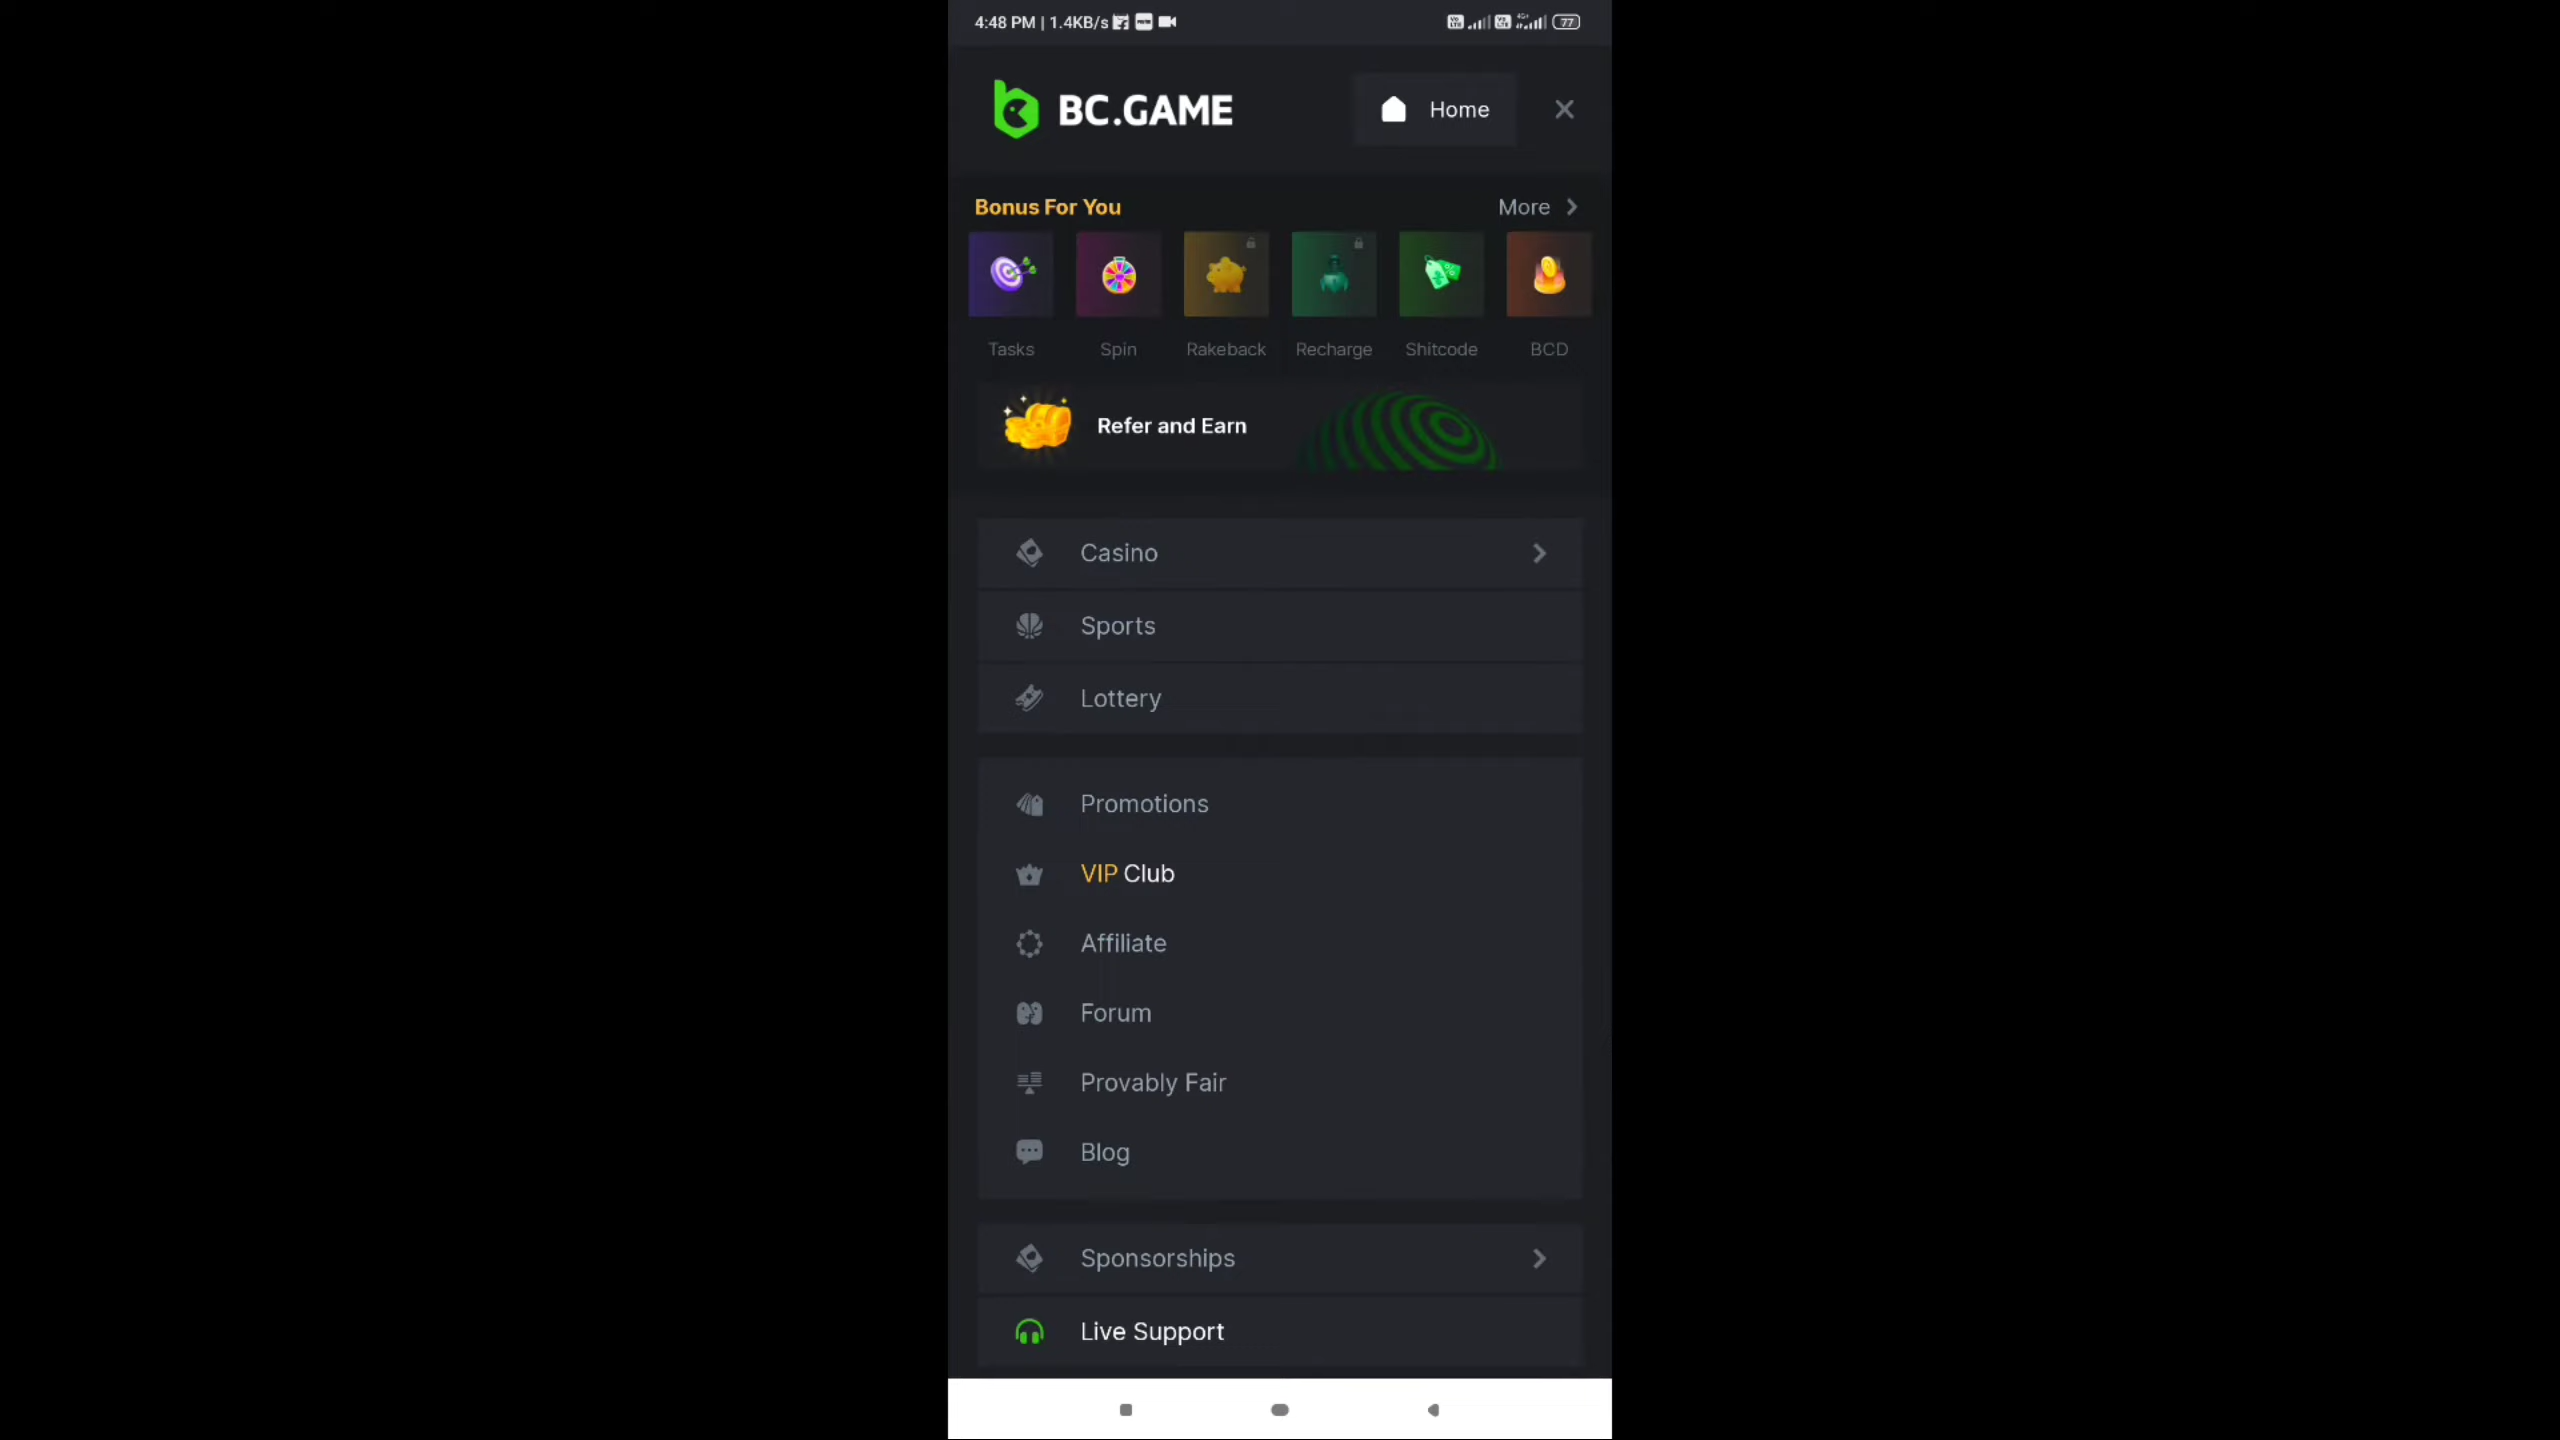 4:48 PM | 1.4KB/s
77
BC.GAME
Home
Bonus For You
More
Tasks Spin Rakeback Recharge Shitcode BCD
Refer and Earn
Casino
Sports
Lottery
Promotions
VIP Club
Affiliate
Forum
Provably Fair
Blog
Sponsorships
Live Support